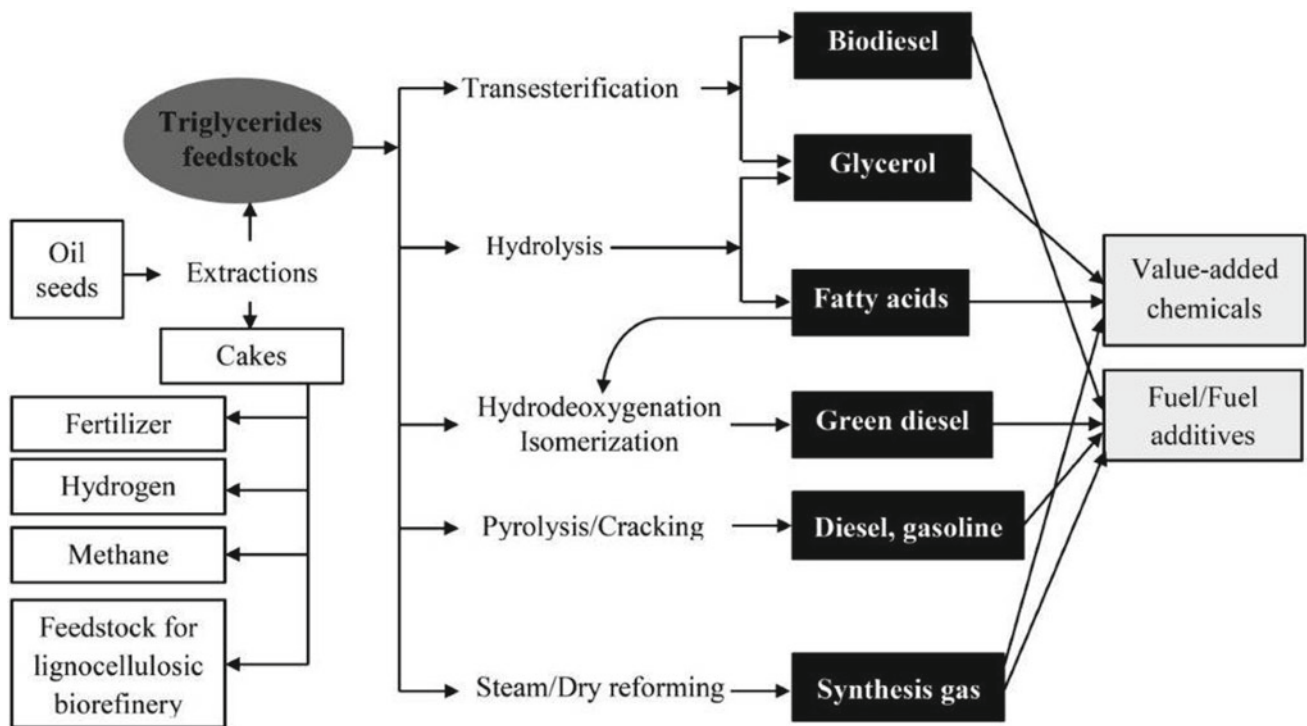 Triglycerides
feedstock
Oil
seeds
Extractions
Cakes
Fertilizer
Hydrogen
Methane
Feedstock for
lignocellulosic
biorefinery
Transesterification
Hydrolysis
Hydrodeoxygenation
Isomerization
Pyrolysis/Cracking
Steam/Dry reforming
Biodiesel
Glycerol
Fatty acids
Green diesel
Diesel, gasoline
Synthesis gas
Value-added
chemicals
Fuel/Fuel
additives